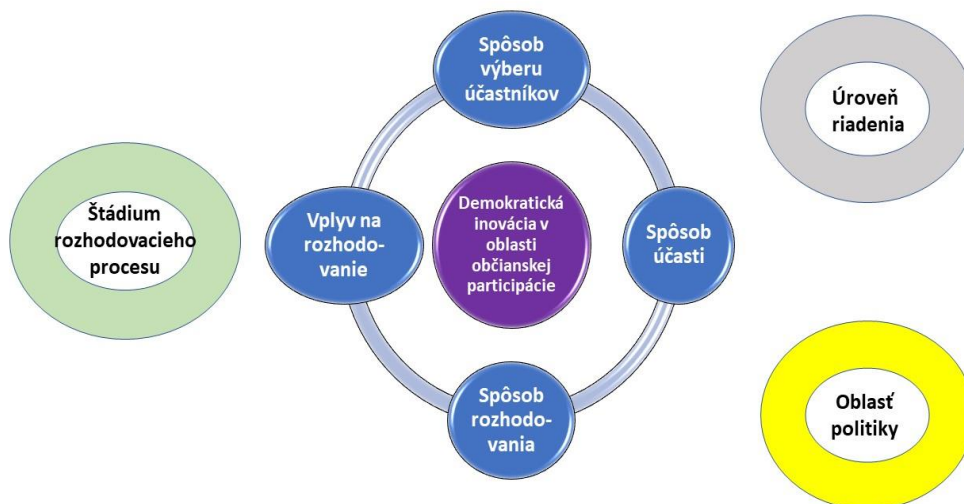 Spôsob
výberu
účastníkov
Úroveň
riadenia
Štádium
rozhodovacieho
procesu
Vplyv na
rozhodo-
vanie
Demokratická
inovácia v
oblasti
občianskej
participácie
Spôsob
účasti
Spôsob
rozhodo-
vania
Oblasť
politiky